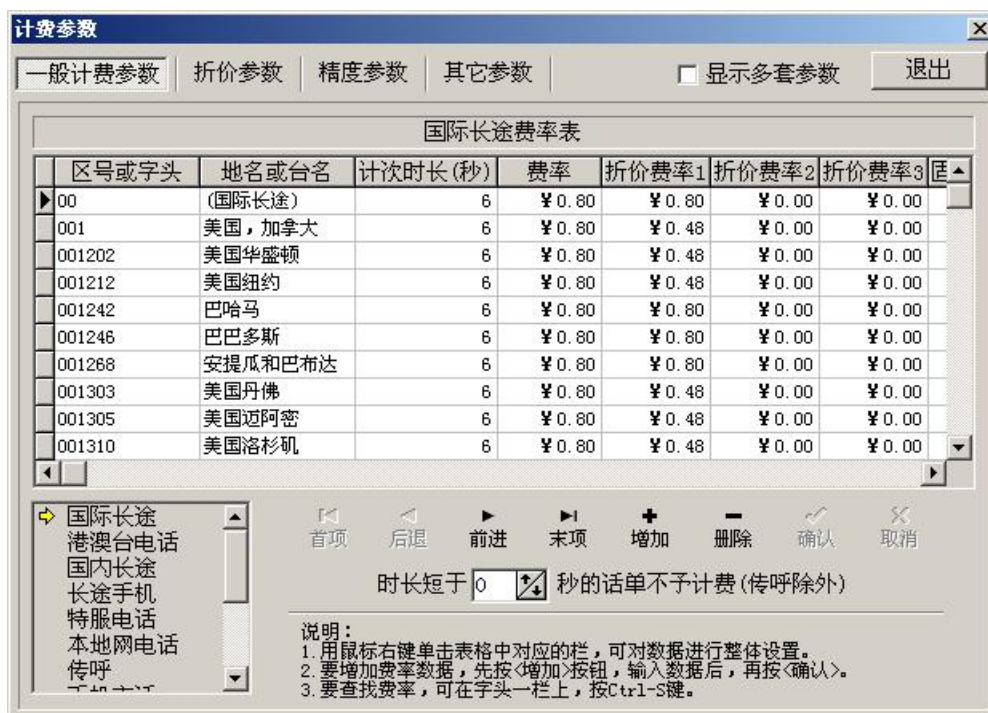 计费参数
一般计费参数 折价参数 精度参数 其它参数 显示多套参数 退出
国际长途费率表
区号或字头 地名或台名 计次时长(秒) 费率 折价费率1 折价费率2 折价费率3
00 (国际长途) 6 ¥0.80 ¥0.80 ¥0.00 ¥0.00
001 美国，加拿大 6 ¥0.80 ¥0.48 ¥0.00 ¥0.00
001202 美国华盛顿 6 ¥0.80 ¥0.48 ¥0.00 ¥0.00
001212 美国纽约 6 ¥0.80 ¥0.48 ¥0.00 ¥0.00
001242 巴哈马 6 ¥0.80 ¥0.80 ¥0.00 ¥0.00
001246 巴巴多斯 6 ¥0.80 ¥0.80 ¥0.00 ¥0.00
001268 安提瓜和巴布达 6 ¥0.80 ¥0.80 ¥0.00 ¥0.00
001303 美国丹佛 6 ¥0.80 ¥0.48 ¥0.00 ¥0.00
001305 美国迈阿密 6 ¥0.80 ¥0.48 ¥0.00 ¥0.00
001310 美国洛杉矶 6 ¥0.80 ¥0.48 ¥0.00 ¥0.00
国际长途
港澳台电话
国内长途
长途手机
特服电话
本地网电话
传呼
首项 后退 前进 末项 增加 删除 确认 取消
时长短于 0 秒的话单不予计费(传呼除外)
说明：
1.用鼠标右键单击表格中对应的栏，可对数据进行整体设置。
2.要增加费率数据，先按<增加>按钮，输入数据后，再按<确认>。
3.要查找费率，可在字头一栏上，按Ctrl-S键。